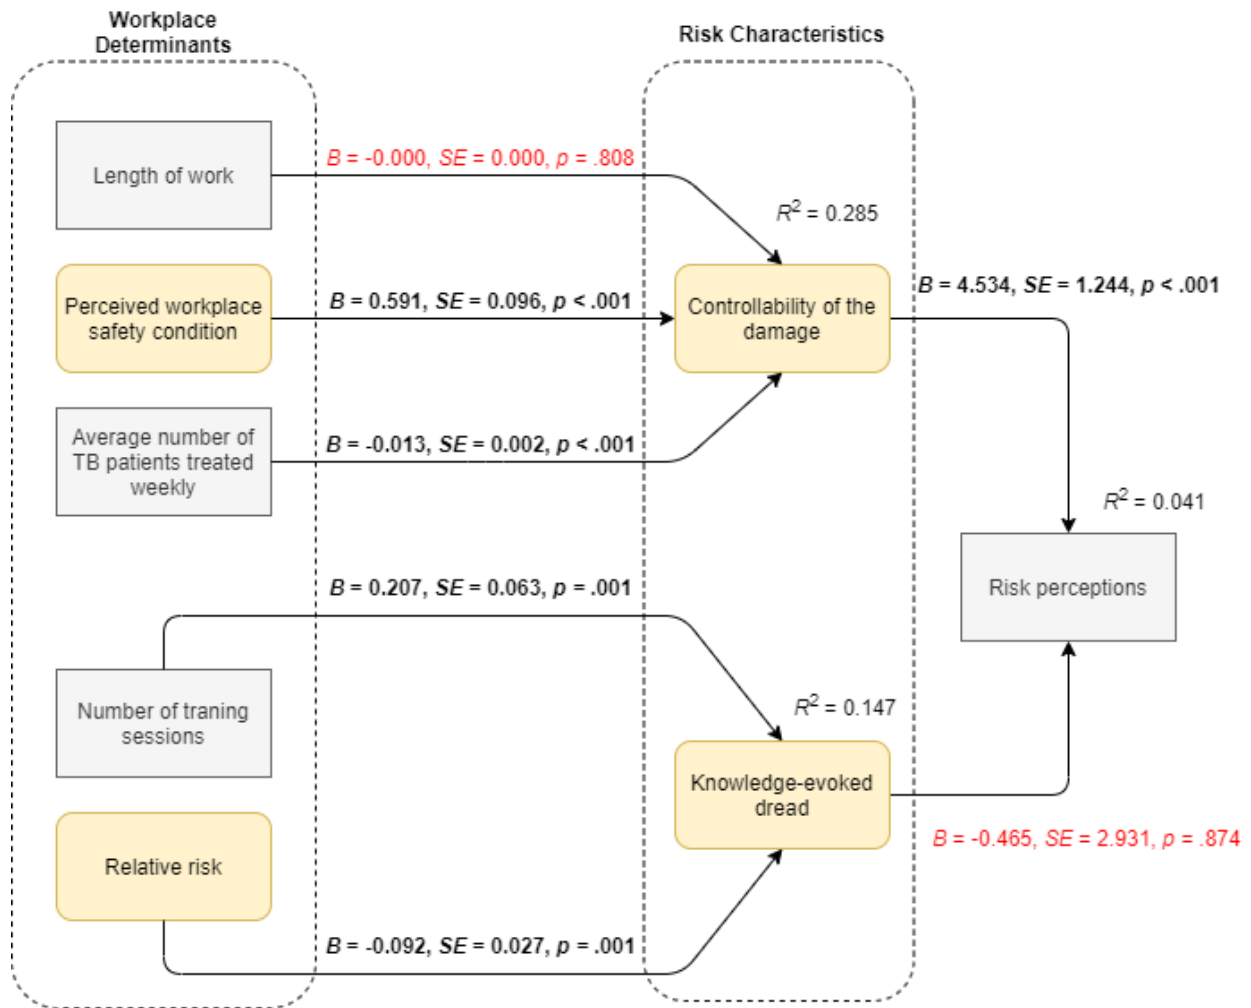 Workplace
Determinants
Risk Characteristics
Length of work
B = -0.000, SE = 0.000, p = .808
R² = 0.285
Perceived workplace
safety condition
B = 0.591, SE = 0.096, p < .001
Controllability of the
damage
B = 4.534, SE = 1.244, p < .001
Average number of
TB patients treated
weekly
B = -0.013, SE = 0.002, p < .001
R² = 0.041
Risk perceptions
B = 0.207, SE = 0.063, p = .001
Number of traning
sessions
R² = 0.147
Knowledge-evoked
dread
B = -0.465, SE = 2.931, p = .874
Relative risk
B = -0.092, SE = 0.027, p = .001